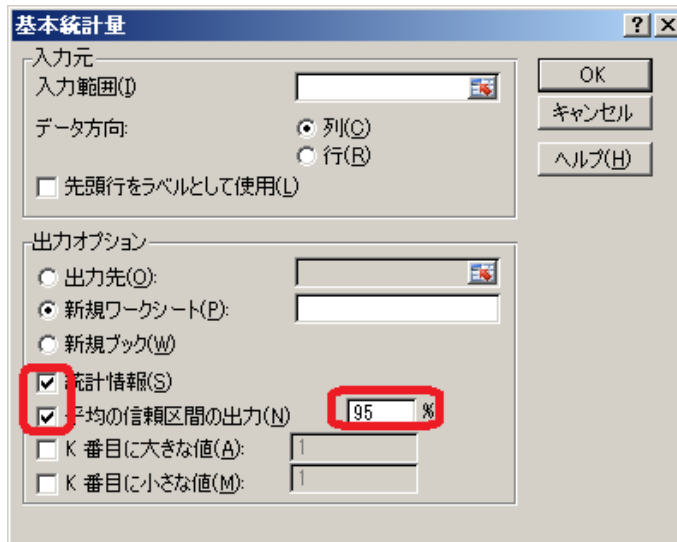 基本統計量
入力元
入力範囲(I)
データ方向:
列(C)
行(R)
先頭行をラベルとして使用(L)
OK
キャンセル
ヘルプ(H)
出力オプション
出力先(O):
新規ワークシート(P):
新規ブック(W)
統計情報(S)
平均の信頼区間の出力(N) 95 %
K 番目に大きな値(A): 1
K 番目に小さな値(M): 1